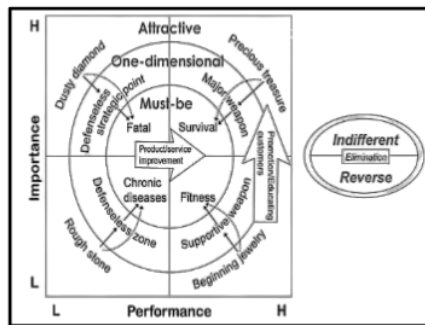 H
Attractive
One-dimensional
Must-be
Dusty diamond
Defenseless strategic point
Fatal
Survival
Major weapon
Precious treasure
Product/service
improvement
Importance
Chronic
diseases
Fitness
Defenseless zone
Rough stone
Supportive weapon
Beginning jewelry
Promotion/Educating
customers
L
L
Performance
H
Indifferent
Elimination
Reverse